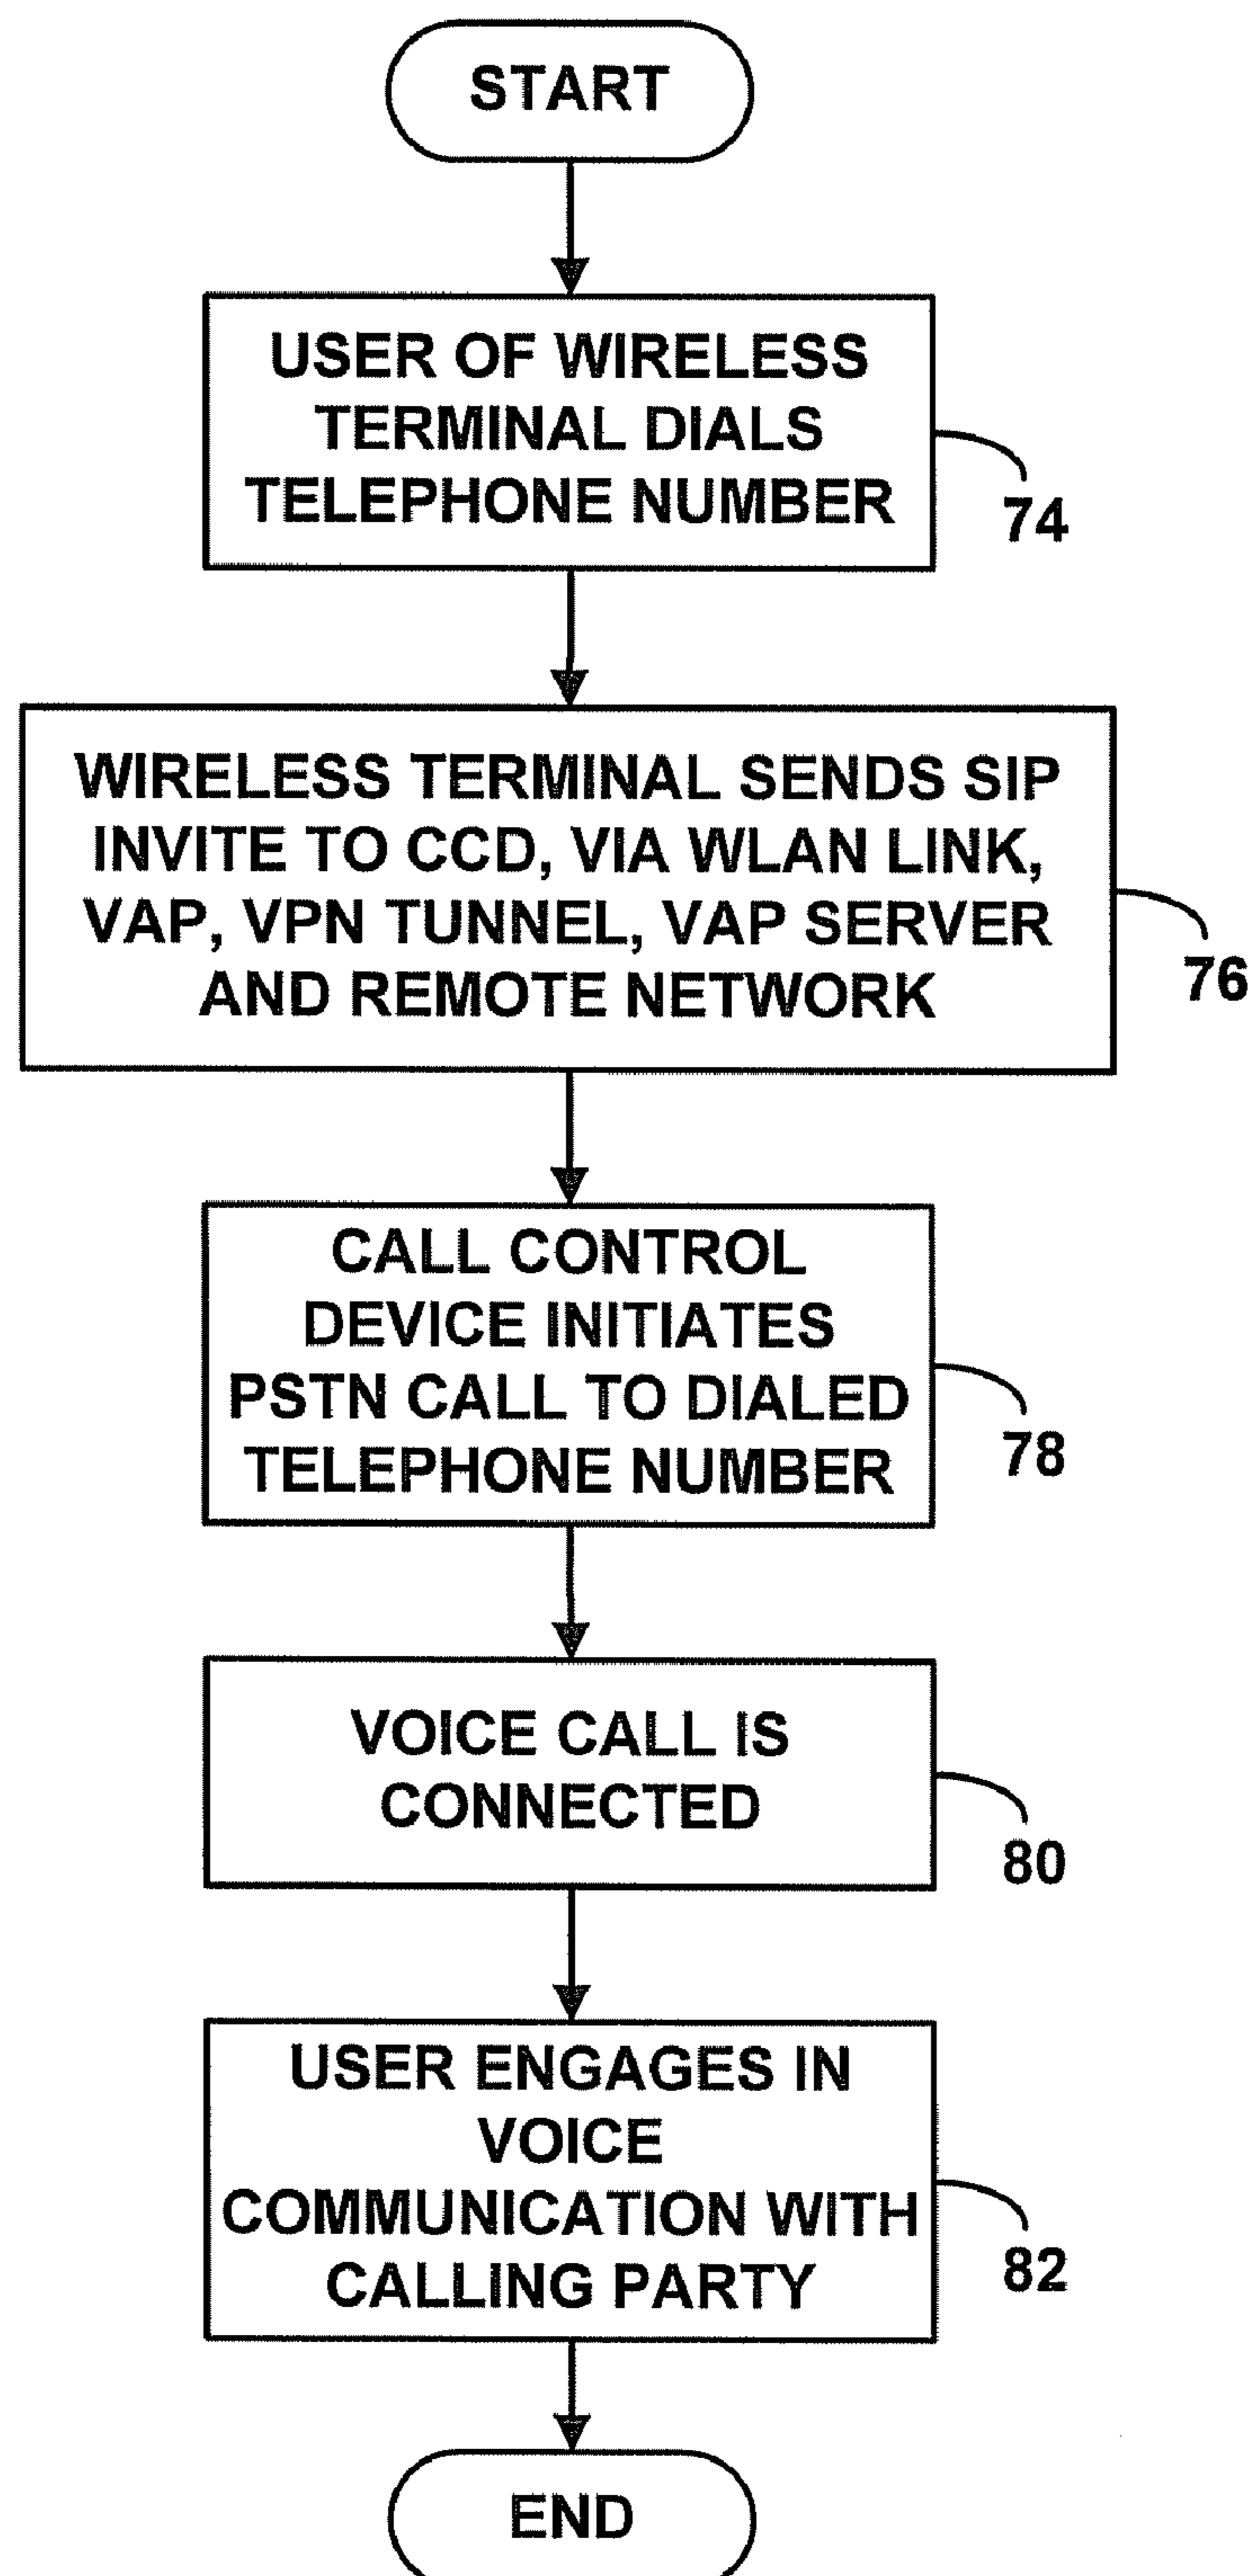 START
USER OF WIRELESS
TERMINAL DIALS
TELEPHONE NUMBER
74
WIRELESS TERMINAL SENDS SIP
INVITE TO CCD, VIA WLAN LINK,
VAP, VPN TUNNEL, VAP SERVER
AND REMOTE NETWORK
76
CALL CONTROL
DEVICE INITIATES
PSTN CALL TO DIALED
TELEPHONE NUMBER
78
VOICE CALL IS
CONNECTED
80
USER ENGAGES IN
VOICE
COMMUNICATION WITH
CALLING PARTY
82
END